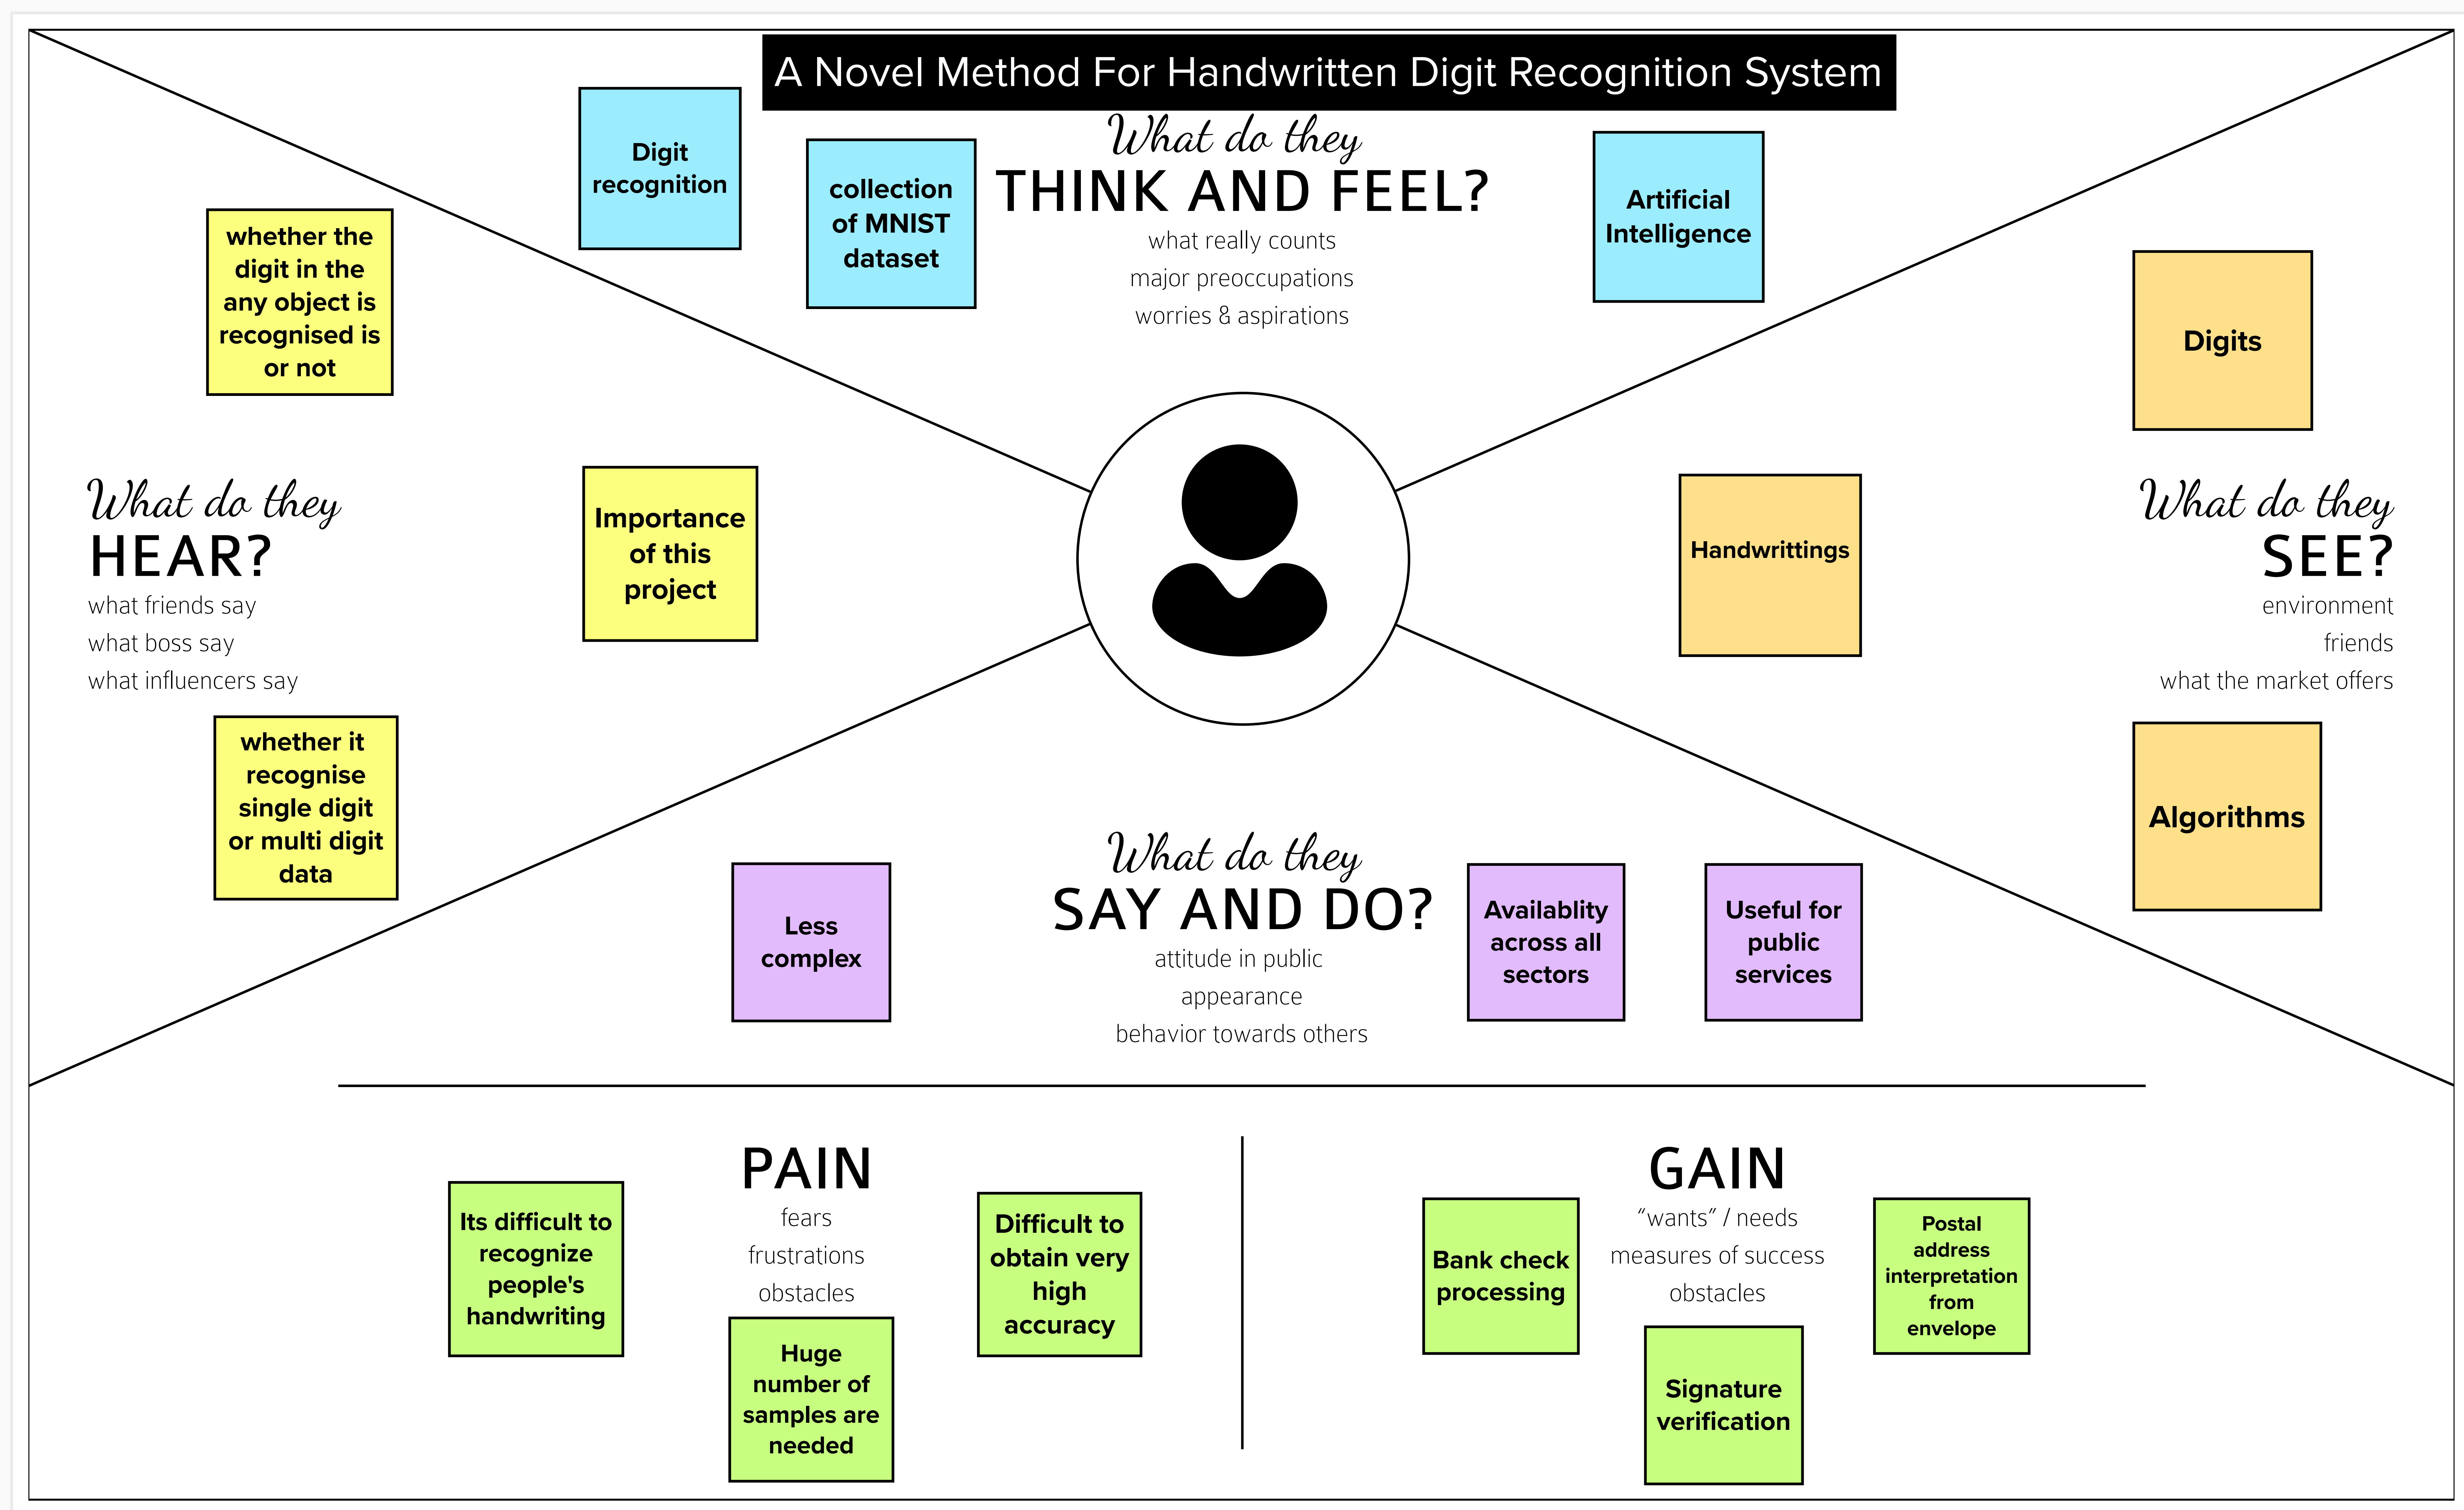 A Novel Method For Handwritten Digit Recognition System
What do they
THINK AND FEEL?
what really counts
major preoccupations
worries & aspirations
Digit
recognition
collection
of MNIST
dataset
Artificial
Intelligence
whether the
digit in the
any object is
recognised is
or not
What do they
HEAR?
what friends say
what boss say
what influencers say
Importance
of this
project
whether it
recognise
single digit
or multi digit
data
Digits
Handwrittings
What do they
SEE?
environment
friends
what the market offers
Algorithms
What do they
SAY AND DO?
attitude in public
appearance
behavior towards others
Less
complex
Availablity
across all
sectors
Useful for
public
services
PAIN
fears
frustrations
obstacles
Its difficult to
recognize
people's
handwriting
Huge
number of
samples are
needed
Difficult to
obtain very
high
accuracy
GAIN
“wants” / needs
measures of success
obstacles
Bank check
processing
Signature
verification
Postal
address
interpretation
from
envelope